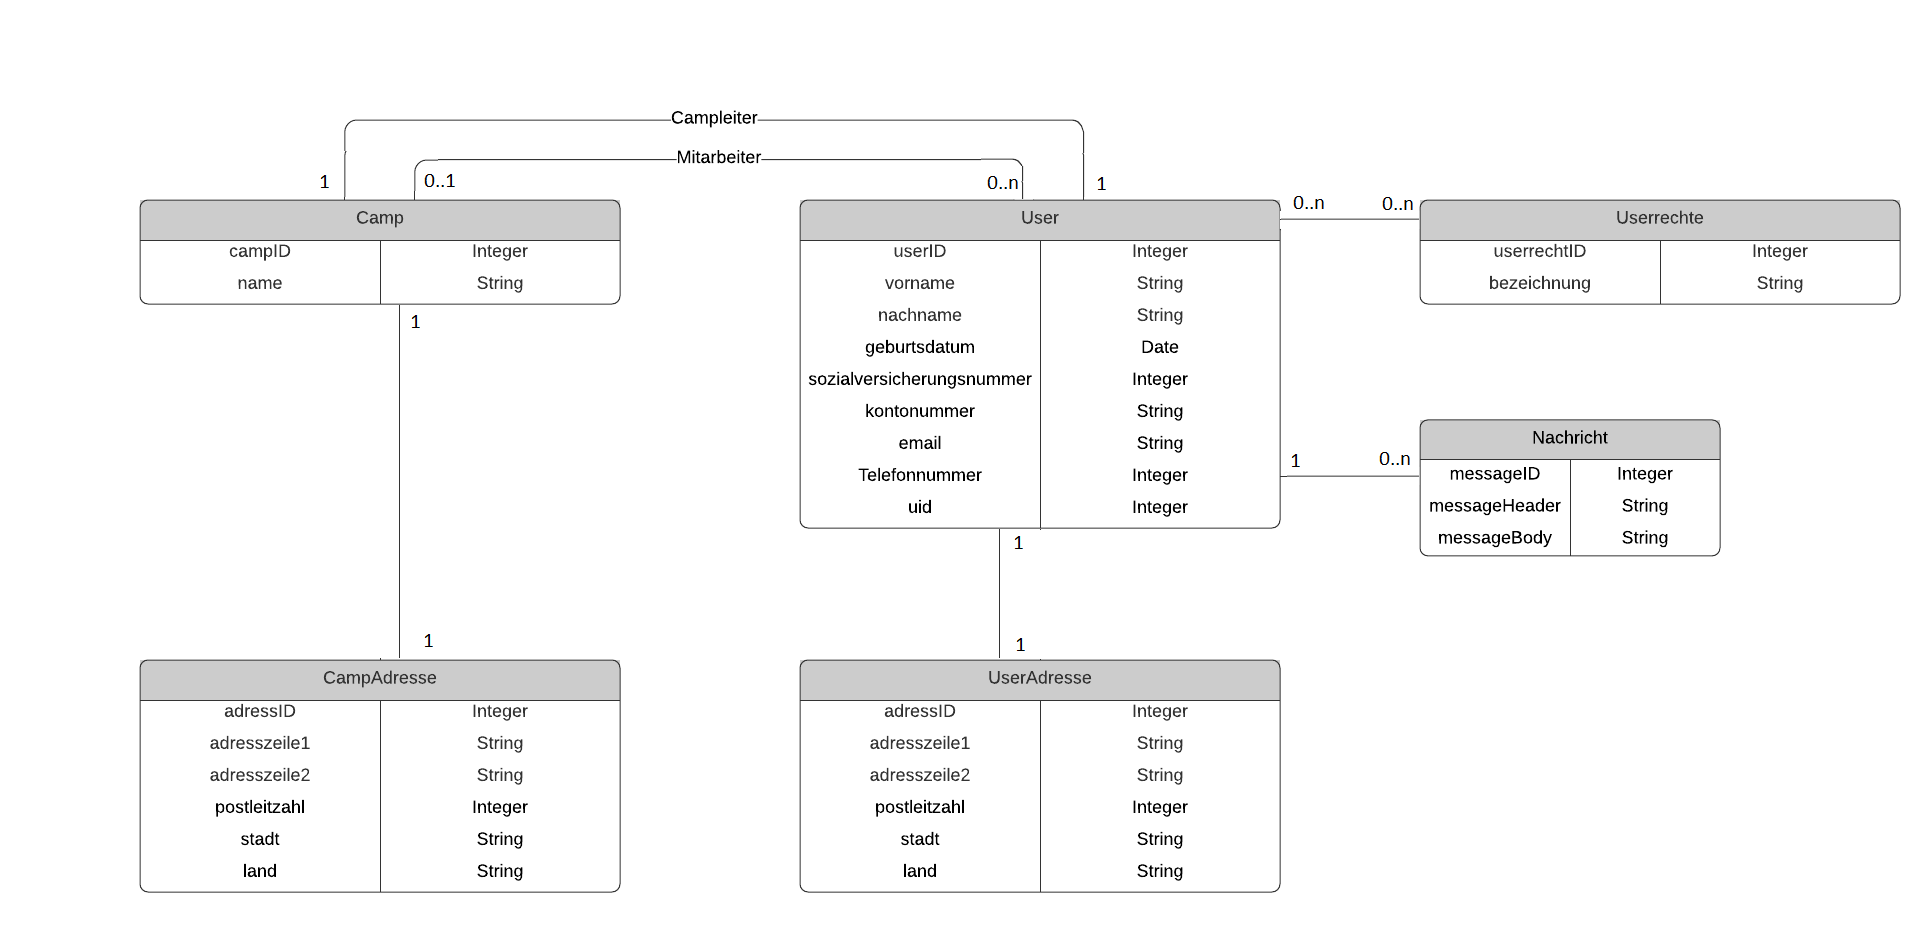 Campleiter
Mitarbeiter
1
0..1
0..n
1
0..n
0..n
Camp
campID Integer
name String
1
User
userID Integer
vorname String
nachname String
geburtsdatum Date
sozialversicherungsnummer Integer
kontonummer String
email String
Telefonnummer Integer
uid Integer
Userrechte
userrechtID Integer
bezeichnung String
1
0..n
Nachricht
messageID Integer
messageHeader String
messageBody String
1
1
1
CampAdresse
adressID Integer
adresszeile1 String
adresszeile2 String
postleitzahl Integer
stadt String
land String
UserAdresse
adressID Integer
adresszeile1 String
adresszeile2 String
postleitzahl Integer
stadt String
land String